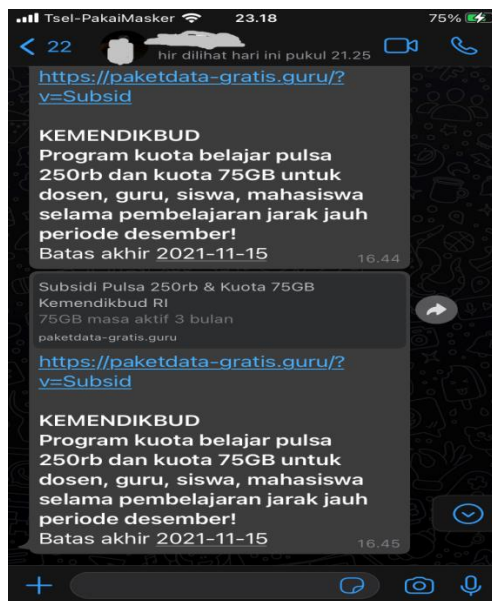 Tsel-PakaiMasker 23.18 75%
22
hir dilihat hari ini pukul 21.25
https://paketdata-gratis.guru/?
v=Subsid
KEMENDIKBUD
Program kuota belajar pulsa
250rb dan kuota 75GB untuk
dosen, guru, siswa, mahasiswa
selama pembelajaran jarak jauh
periode desember!
Batas akhir 2021-11-15 16.44
Subsidi Pulsa 250rb & Kuota 75GB
Kemendikbud RI
75GB masa aktif 3 bulan
paketdata-gratis.guru
https://paketdata-gratis.guru/?
v=Subsid
KEMENDIKBUD
Program kuota belajar pulsa
250rb dan kuota 75GB untuk
dosen, guru, siswa, mahasiswa
selama pembelajaran jarak jauh
periode desember!
Batas akhir 2021-11-15 16.45